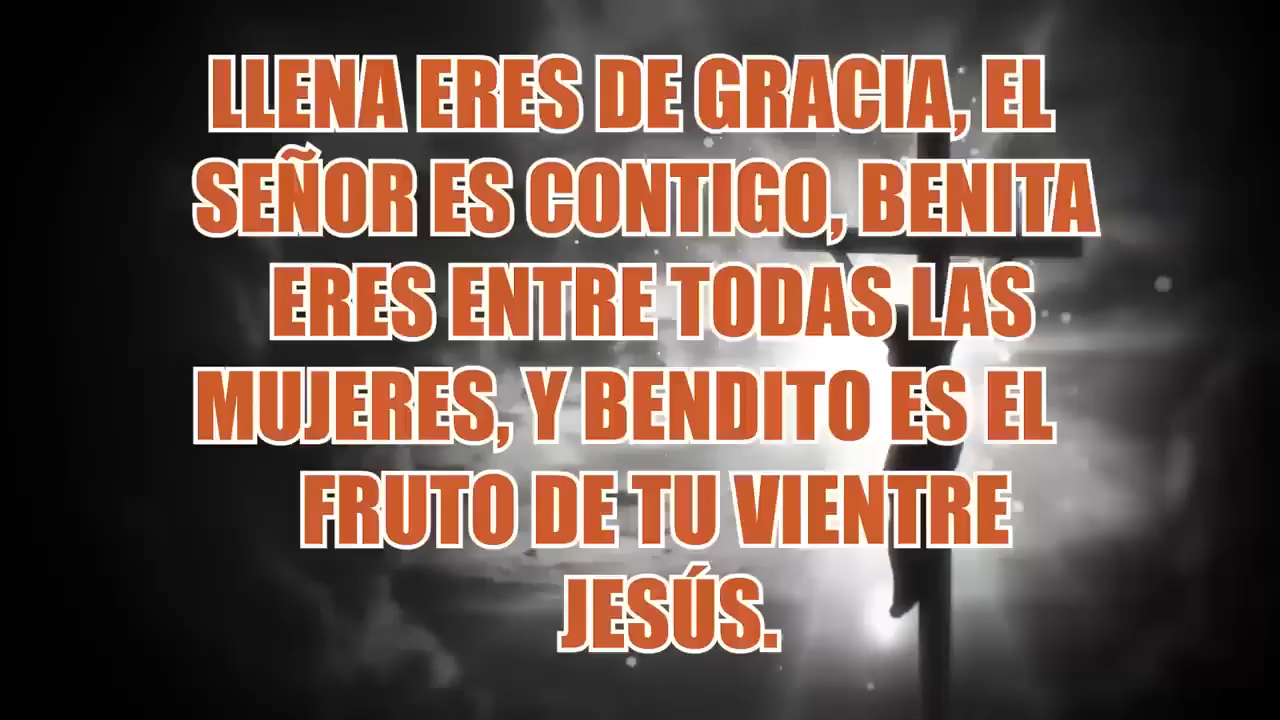 LLENA ERES DE GRACIA, EL
SEÑOR ES CONTIGO, BENITA
ERES ENTRE TODAS LAS
MUJERES, Y BENDITO ES EL
FRUTO DE TU VIENTRE
JESÚS.